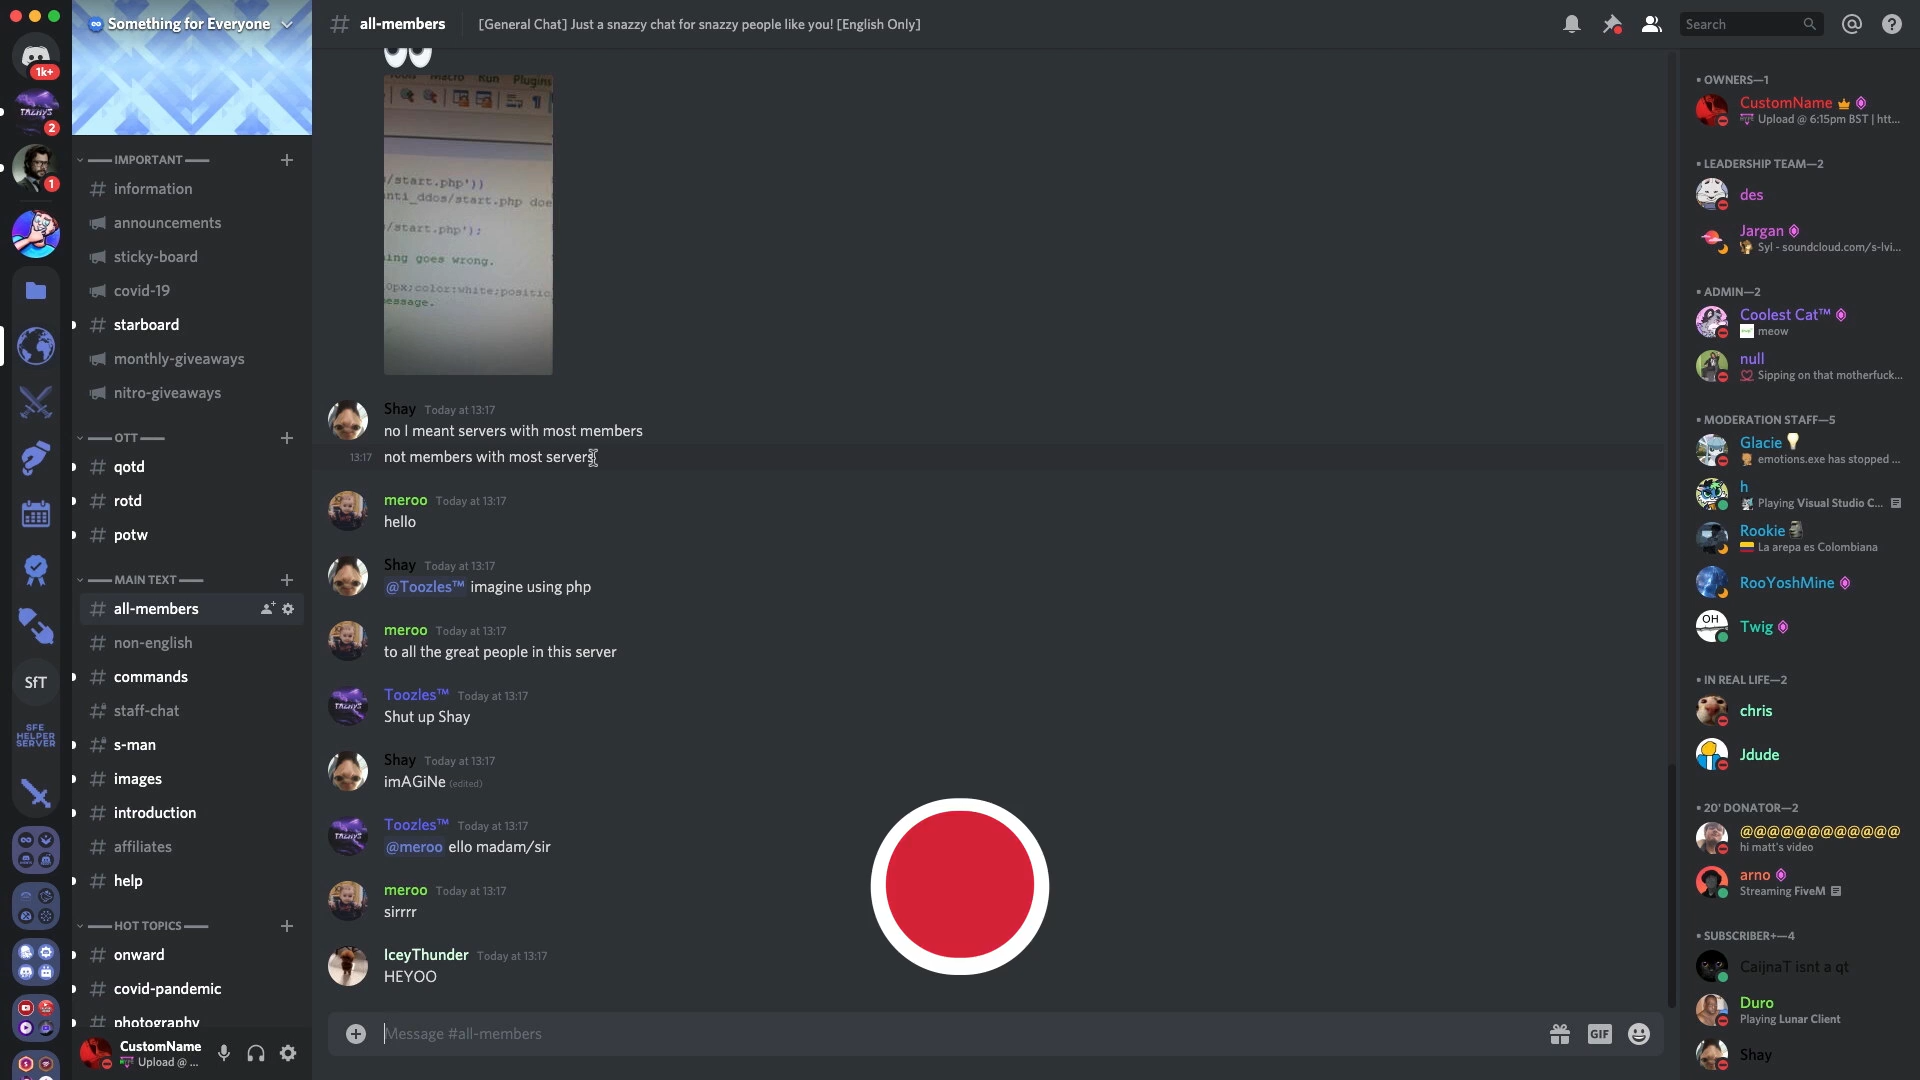 Something for Everyone
1k+
TRZHYS
2
1
SfT
SFE
HELPER
SERVER
IMPORTANT
information
announcements
sticky-board
covid-19
starboard
monthly-giveaways
nitro-giveaways
OTT
qotd
rotd
potw
MAIN TEXT
all-members
non-english
commands
staff-chat
s-man
images
introduction
affiliates
help
HOT TOPICS
onward
covid-pandemic
photography
CustomName
Upload @ ...
all-members
[General Chat] Just a snazzy chat for snazzy people like you! [English Only]
Search
Macro Run Plugins
/start.php'))
anti_ddos/start.php doe
/start.php');
ing goes wrong.
0px;color:white;positio
essage.
Shay Today at 13:17
no I meant servers with most members
13:17 not members with most servers
meroo Today at 13:17
hello
Shay Today at 13:17
@Toozles™ imagine using php
meroo Today at 13:17
to all the great people in this server
Toozles™ Today at 13:17
Shut up Shay
Shay Today at 13:17
imAGiNe (edited)
Toozles™ Today at 13:17
@meroo ello madam/sir
meroo Today at 13:17
sirrrr
IceyThunder Today at 13:17
HEYOO
Message #all-members
GIF
OWNERS—1
CustomName
Upload @ 6:15pm BST | htt...
LEADERSHIP TEAM—2
des
Jargan
Syl - soundcloud.com/s-lvi...
ADMIN—2
Coolest Cat™
meow
null
Sipping on that motherfuck...
MODERATION STAFF—5
Glacie
emotions.exe has stopped ...
h
Playing Visual Studio C...
Rookie
La arepa es Colombiana
RooYoshMine
OH
Twig
IN REAL LIFE—2
chris
Jdude
20' DONATOR—2
@@@@@@@@@@@@
hi matt's video
arno
Streaming FiveM
SUBSCRIBER+—4
CaijnaT isnt a qt
Duro
Playing Lunar Client
Shay